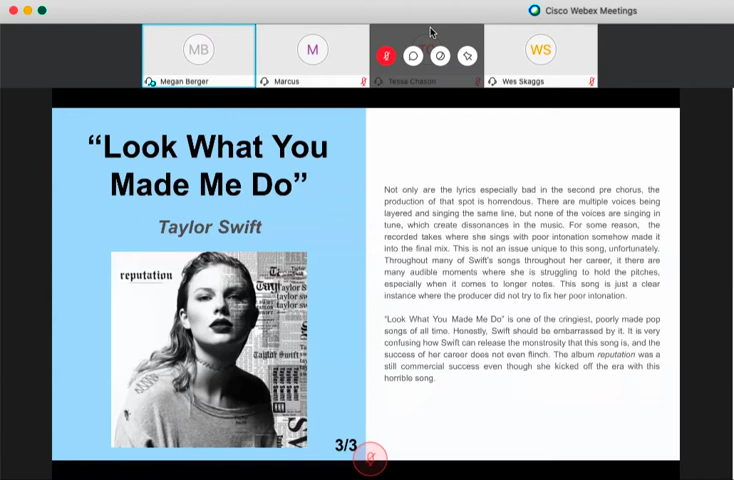 Cisco Webex Meetings
MB
M
WS
Megan Berger
Marcus
Tessa Chason
Wes Skaggs
“Look What You
Made Me Do”
Taylor Swift
reputation
Not only are the lyrics especially bad in the second pre chorus, the
production of that spot is horrendous. There are multiple voices being
layered and singing the same line, but none of the voices are singing in
tune, which create dissonances in the music. For some reason, the
recorded takes where she sings with poor intonation somehow made it
into the final mix. This is not an issue unique to this song, unfortunately.
Throughout many of Swift's songs throughout her career, it there are
many audible moments where she is struggling to hold the pitches,
especially when it comes to longer notes. This song is just a clear
instance where the producer did not try to fix her poor intonation.
“Look What You Made Me Do” is one of the cringiest, poorly made pop
songs of all time. Honestly, Swift should be embarrassed by it. It is very
confusing how Swift can release the monstrosity that this song is, and the
success of her career does not even flinch. The album reputation was a
still commercial success even though she kicked off the era with this
horrible song.
3/3